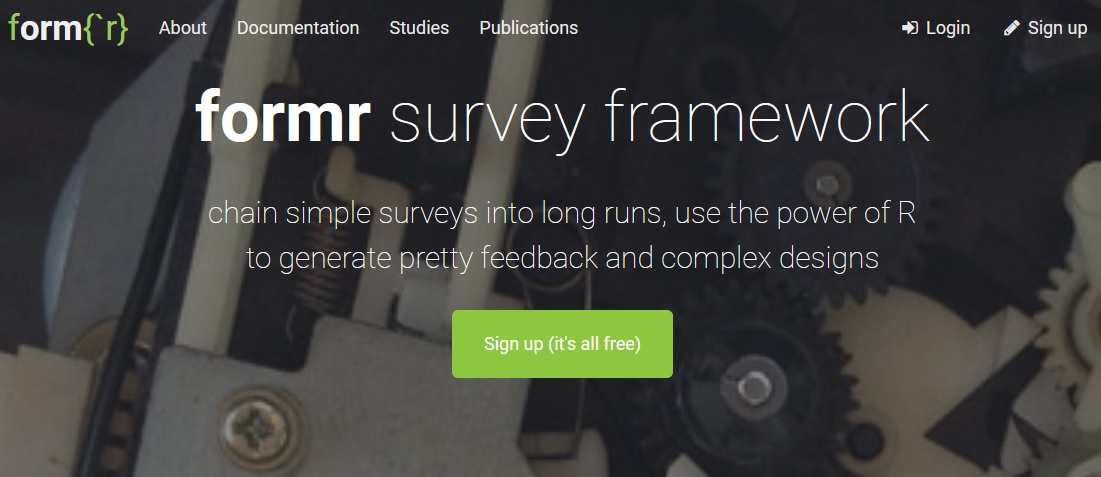 form{`r}
About
Documentation
Studies
Publications
Login
Sign up
formr survey framework
chain simple surveys into long runs, use the power of R
to generate pretty feedback and complex designs
Sign up (it's all free)